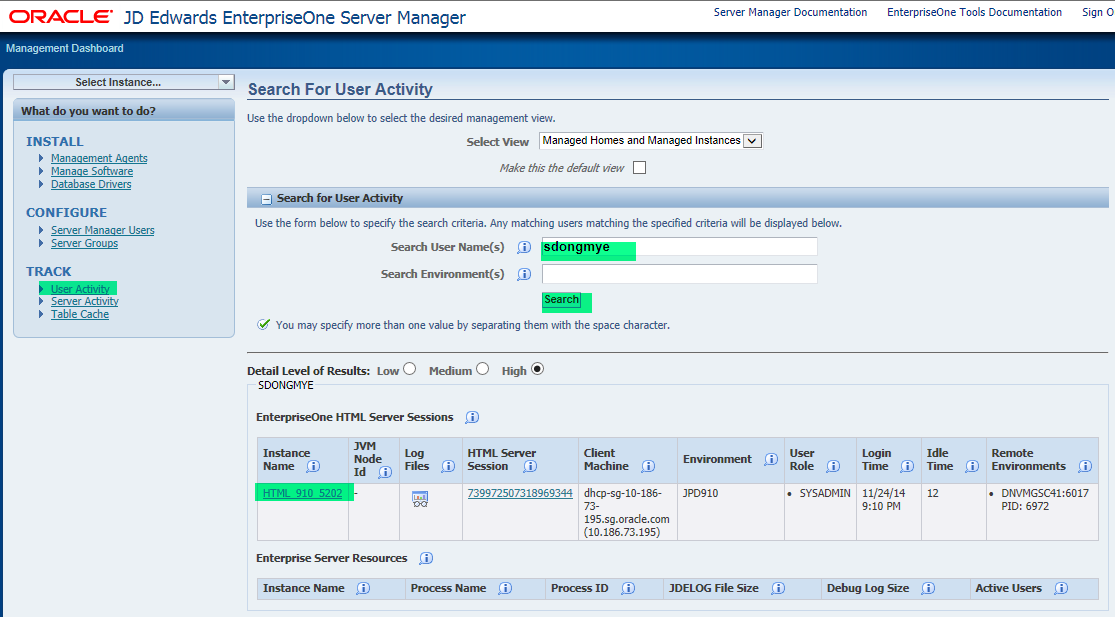 ORACLE JD Edwards EnterpriseOne Server Manager
Server Manager Documentation EnterpriseOne Tools Documentation Sign O
Management Dashboard
Select Instance...
What do you want to do?
INSTALL
Management Agents
Manage Software
Database Drivers
CONFIGURE
Server Manager Users
Server Groups
TRACK
User Activity
Server Activity
Table Cache
Search For User Activity
Use the dropdown below to select the desired management view.
Select View Managed Homes and Managed Instances
Make this the default view
Search for User Activity
Use the form below to specify the search criteria. Any matching users matching the specified criteria will be displayed below.
Search User Name(s) sdongmye
Search Environment(s)
Search
You may specify more than one value by separating them with the space character.
Detail Level of Results: Low Medium High
SDONGMYE
EnterpriseOne HTML Server Sessions
Instance Name
JVM Node Id
Log Files
HTML Server Session
Client Machine
Environment
User Role
Login Time
Idle Time
Remote Environments
HTML_910_5202
-
739972507318969344
dhcp-sg-10-186-
73-
195.sg.oracle.com
(10.186.73.195)
JPD910
• SYSADMIN
11/24/14
9:10 PM
12
• DNVMGSC41:6017
PID: 6972
Enterprise Server Resources
Instance Name Process Name Process ID JDELOG File Size Debug Log Size Active Users